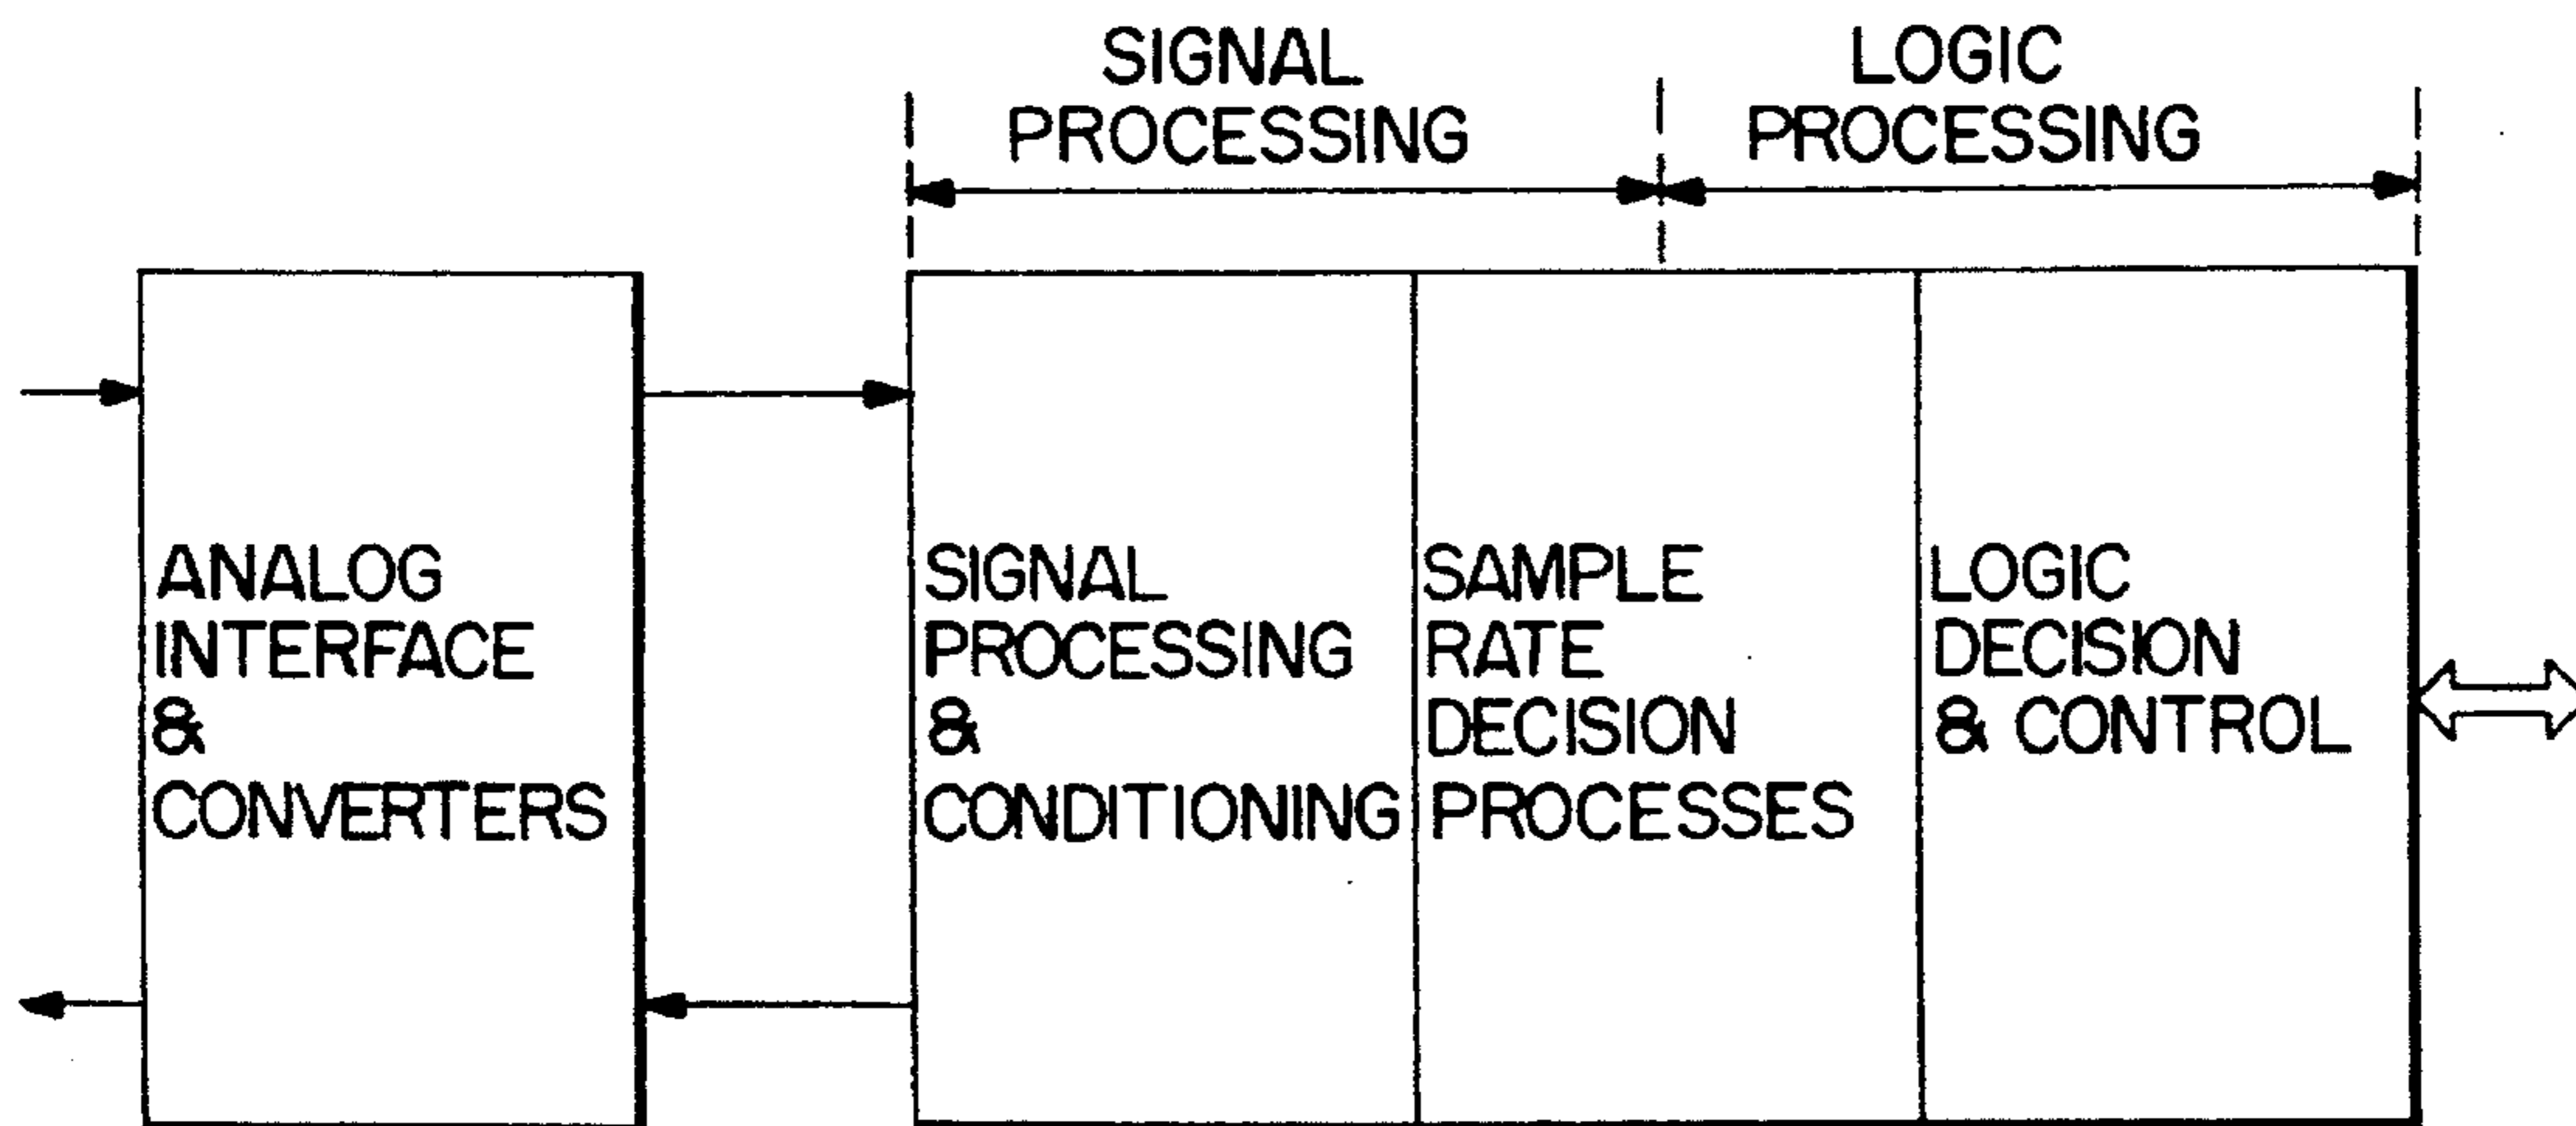 SIGNAL
PROCESSING
LOGIC
PROCESSING
ANALOG
INTERFACE
&
CONVERTERS
SIGNAL
PROCESSING
&
CONDITIONING
SAMPLE
RATE
DECISION
PROCESSES
LOGIC
DECISION
& CONTROL